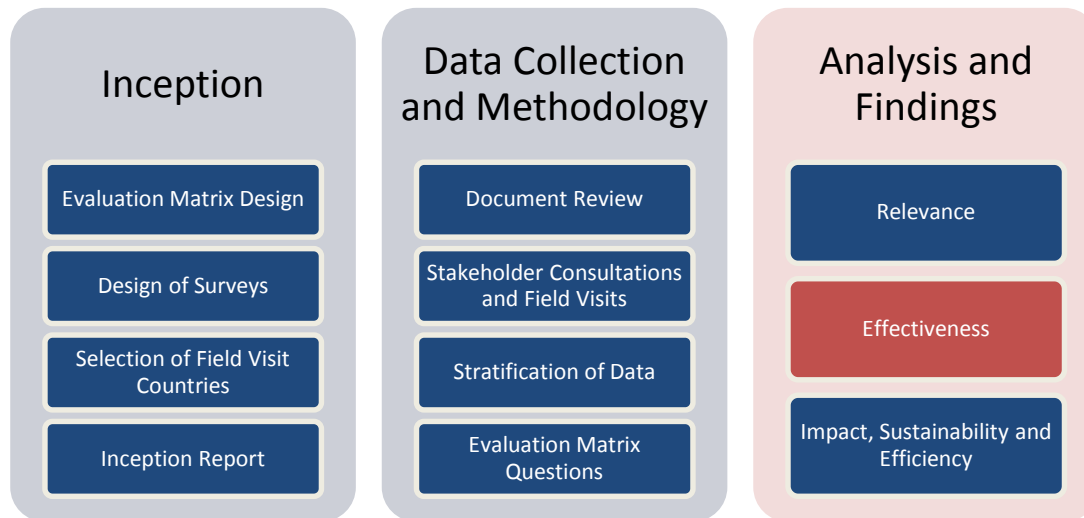 Inception
Evaluation Matrix Design
Design of Surveys
Selection of Field Visit
Countries
Inception Report
Data Collection
and Methodology
Document Review
Stakeholder Consultations
and Field Visits
Stratification of Data
Evaluation Matrix
Questions
Analysis and
Findings
Relevance
Effectiveness
Impact, Sustainability and
Efficiency